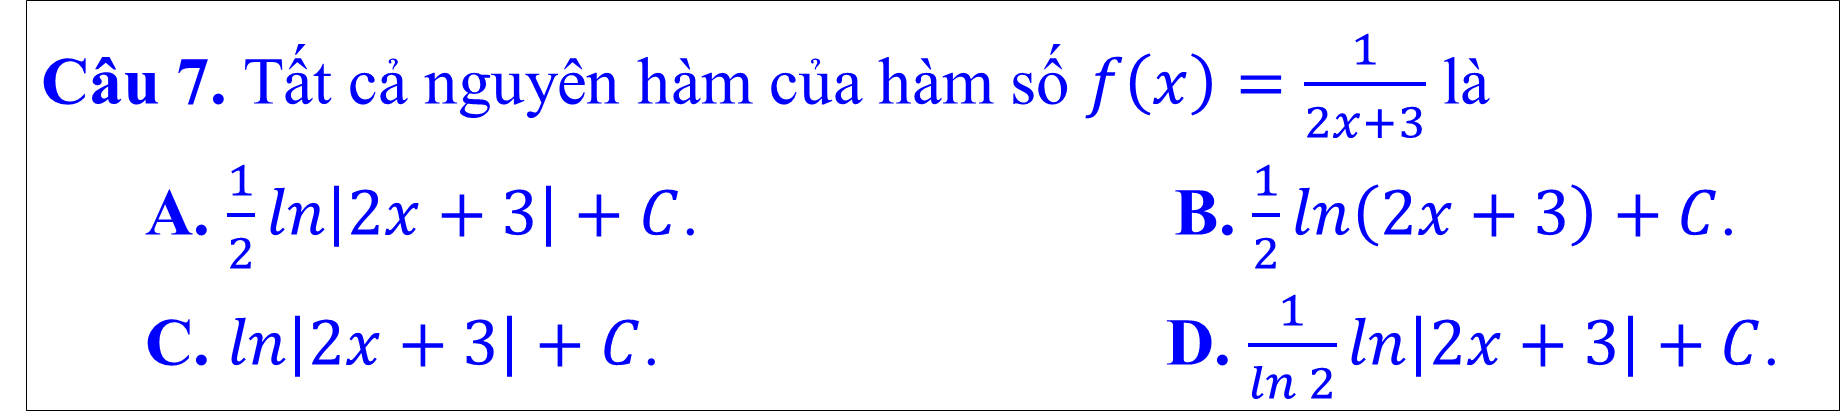 Câu 7. Tất cả nguyên hàm của hàm số f(x) = 1/(2x+3) là
A. 1/2 ln|2x + 3| + C. B. 1/2 ln(2x + 3) + C.
C. ln|2x + 3| + C. D. 1/(ln 2) ln|2x + 3| + C.